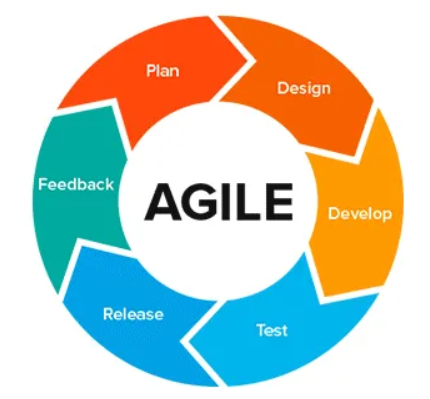 Plan
Design
Develop
Test
Release
Feedback
AGILE